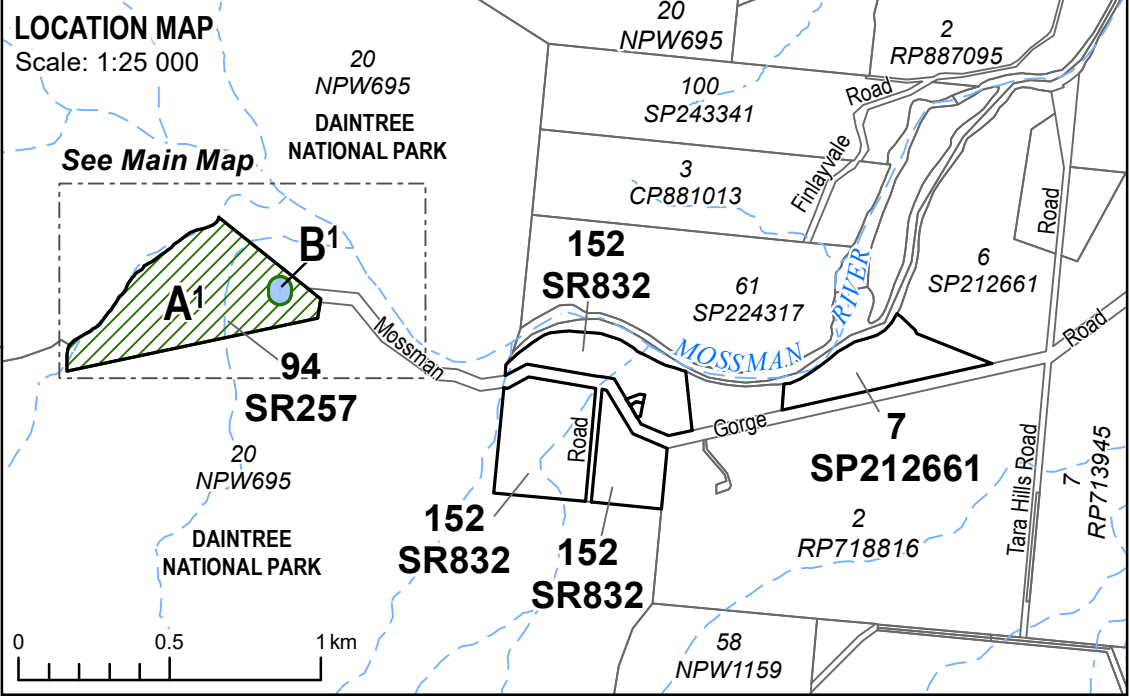 LOCATION MAP
Scale: 1:25 000
20
NPW695
DAINTREE
NATIONAL PARK
See Main Map
A1
B1
94
SR257
20
NPW695
DAINTREE
NATIONAL PARK
0 0.5 1 km
20
NPW695
2
RP887095
100
SP243341
Road
Finlayvale
3
CP881013
152
SR832
61
SP224317
RIVER
MOSSMAN
6
SP212661
Road
Road
Mossman
Gorge
Road
7
SP212661
152
SR832
152
SR832
2
RP718816
Tara Hills Road
7
RP713945
58
NPW1159